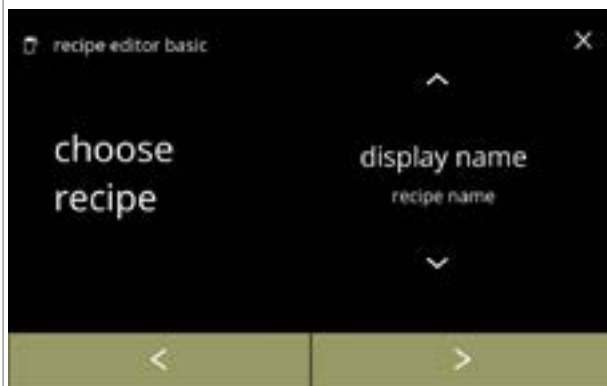 recipe editor basic
choose
recipe
display name
recipe name